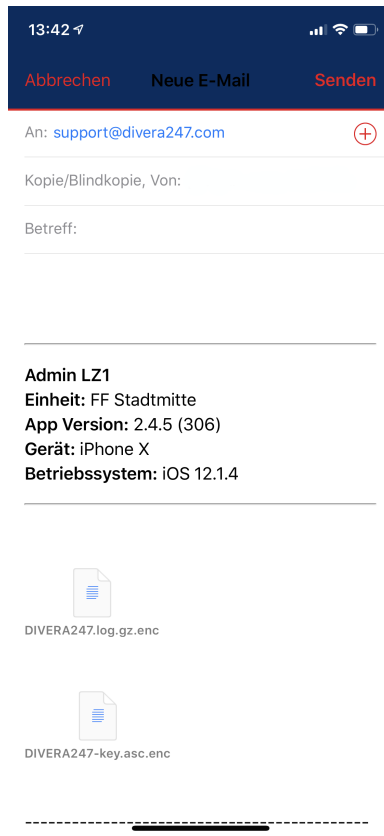 13:42
Abbrechen Neue E-Mail Senden
An: support@divera247.com
Kopie/Blindkopie, Von:
Betreff:
Admin LZ1
Einheit: FF Stadtmitte
App Version: 2.4.5 (306)
Gerät: iPhone X
Betriebssystem: iOS 12.1.4
DIVERA247.log.gz.enc
DIVERA247-key.asc.enc